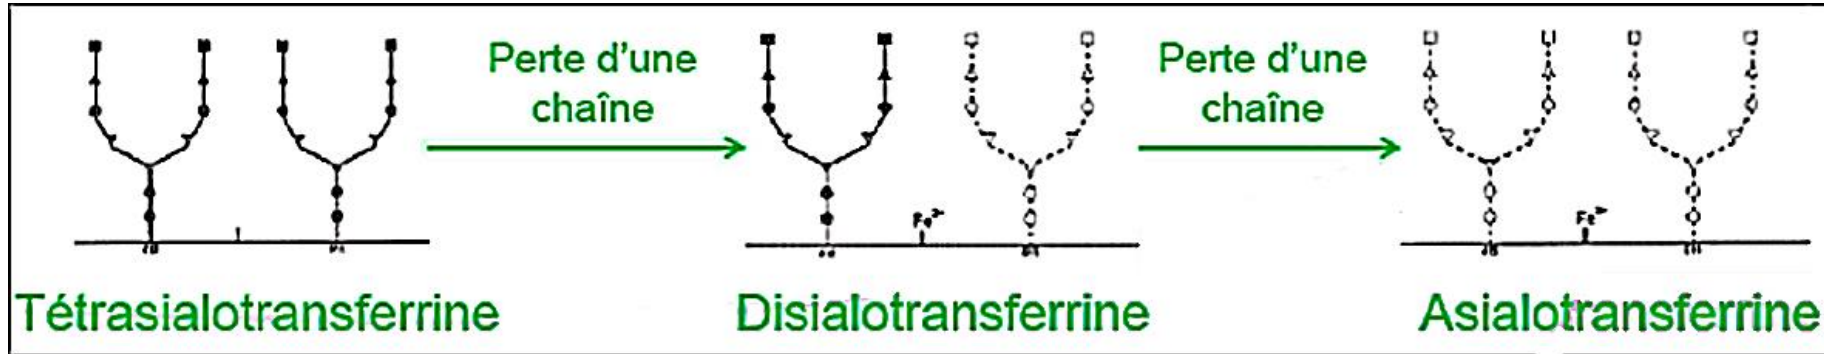 Perte d'une
chaîne
Perte d'une
chaîne
Tétrasialotransferrine
Disialotransferrine
Asialotransferrine